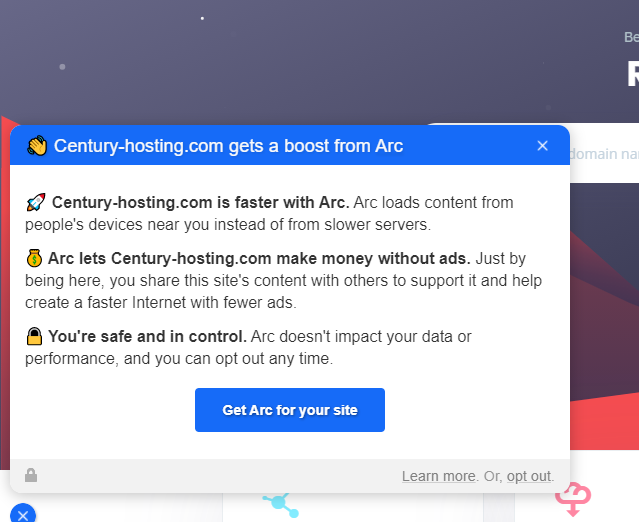 Be
R
👋 Century-hosting.com gets a boost from Arc
domain na
🚀 Century-hosting.com is faster with Arc. Arc loads content from
people's devices near you instead of from slower servers.
💰 Arc lets Century-hosting.com make money without ads. Just by
being here, you share this site's content with others to support it and help
create a faster Internet with fewer ads.
🔒 You're safe and in control. Arc doesn't impact your data or
performance, and you can opt out any time.
Get Arc for your site
Learn more. Or, opt out.